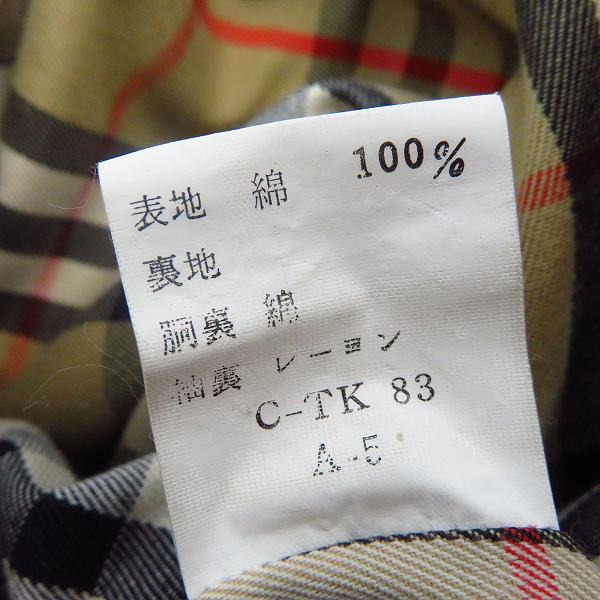 表地 綿 100%
裏地
胴裏 綿
袖裏 レーヨン
C-TK 83
A-5